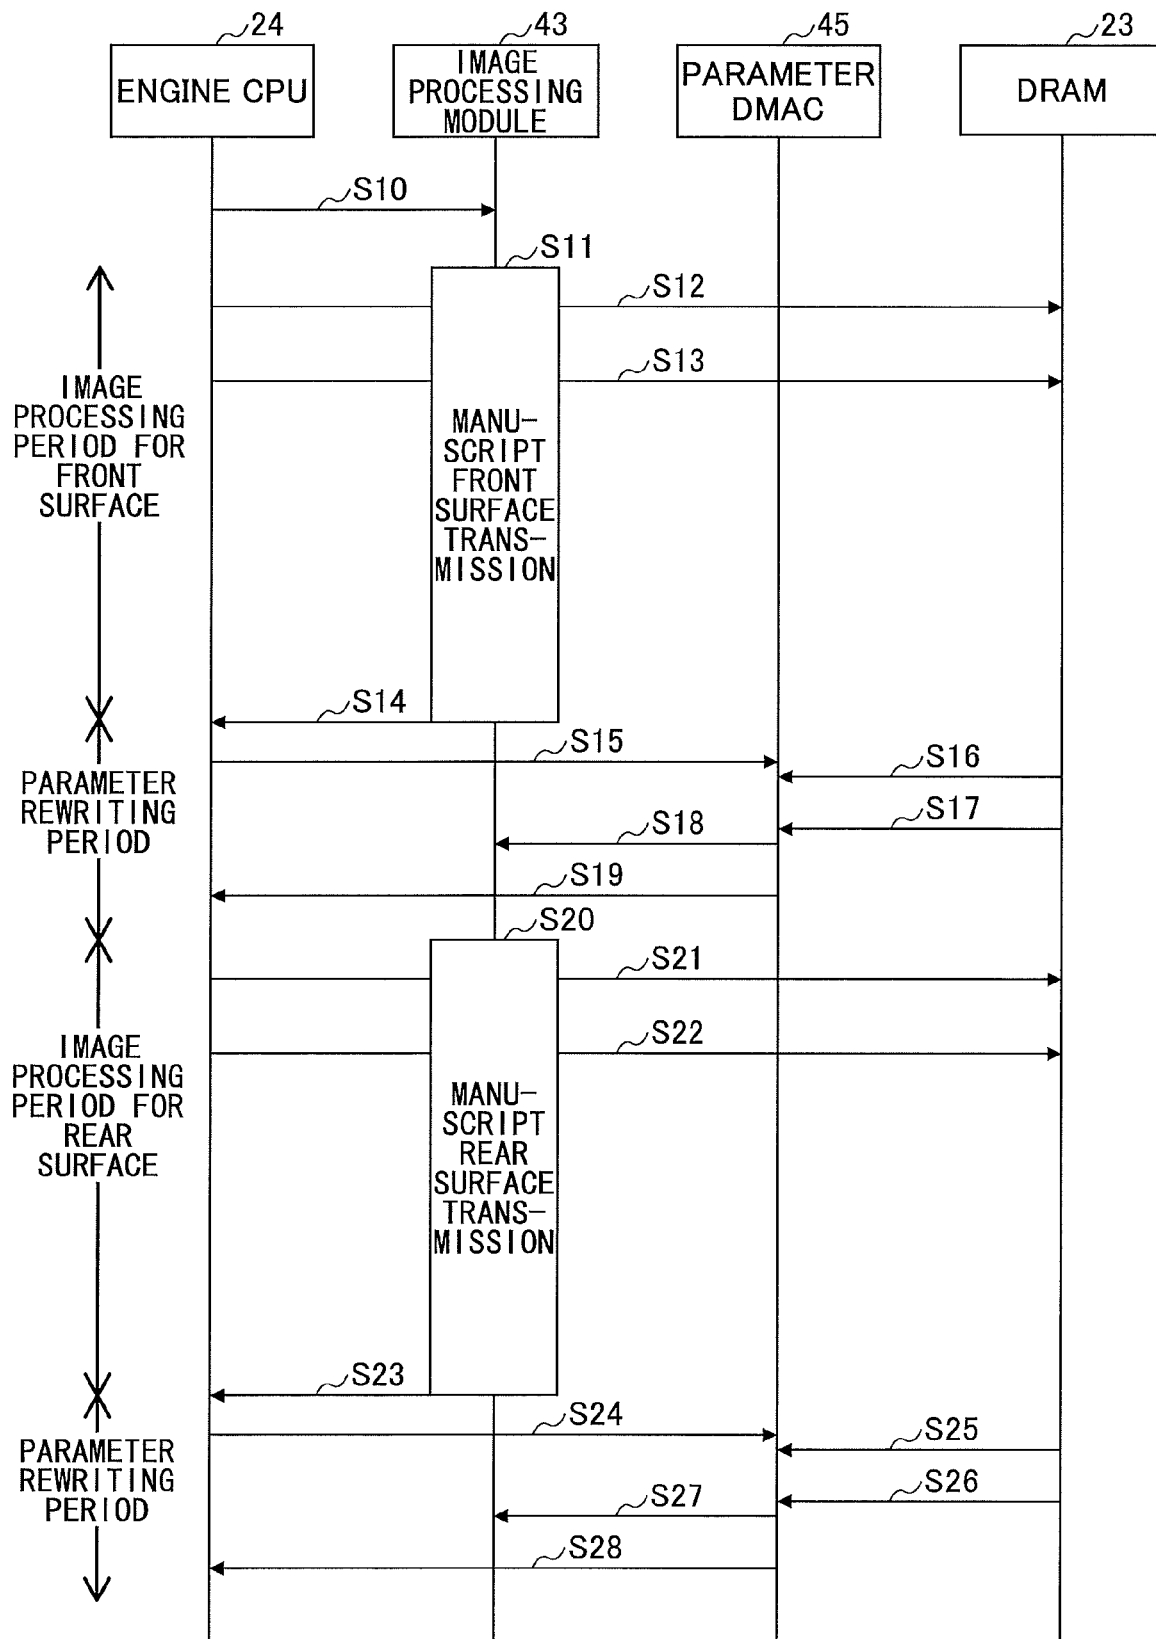 24
43
45
23
ENGINE CPU
IMAGE
PROCESSING
MODULE
PARAMETER
DMAC
DRAM
S10
S11
S12
S13
IMAGE
PROCESSING
PERIOD FOR
FRONT
SURFACE
MANU-
SCRIPT
FRONT
SURFACE
TRANS-
MISSION
S14
S15
S16
PARAMETER
REWRITING
PERIOD
S17
S18
S19
S20
S21
S22
IMAGE
PROCESSING
PERIOD FOR
REAR
SURFACE
MANU-
SCRIPT
REAR
SURFACE
TRANS-
MISSION
S23
S24
S25
PARAMETER
REWRITING
PERIOD
S26
S27
S28